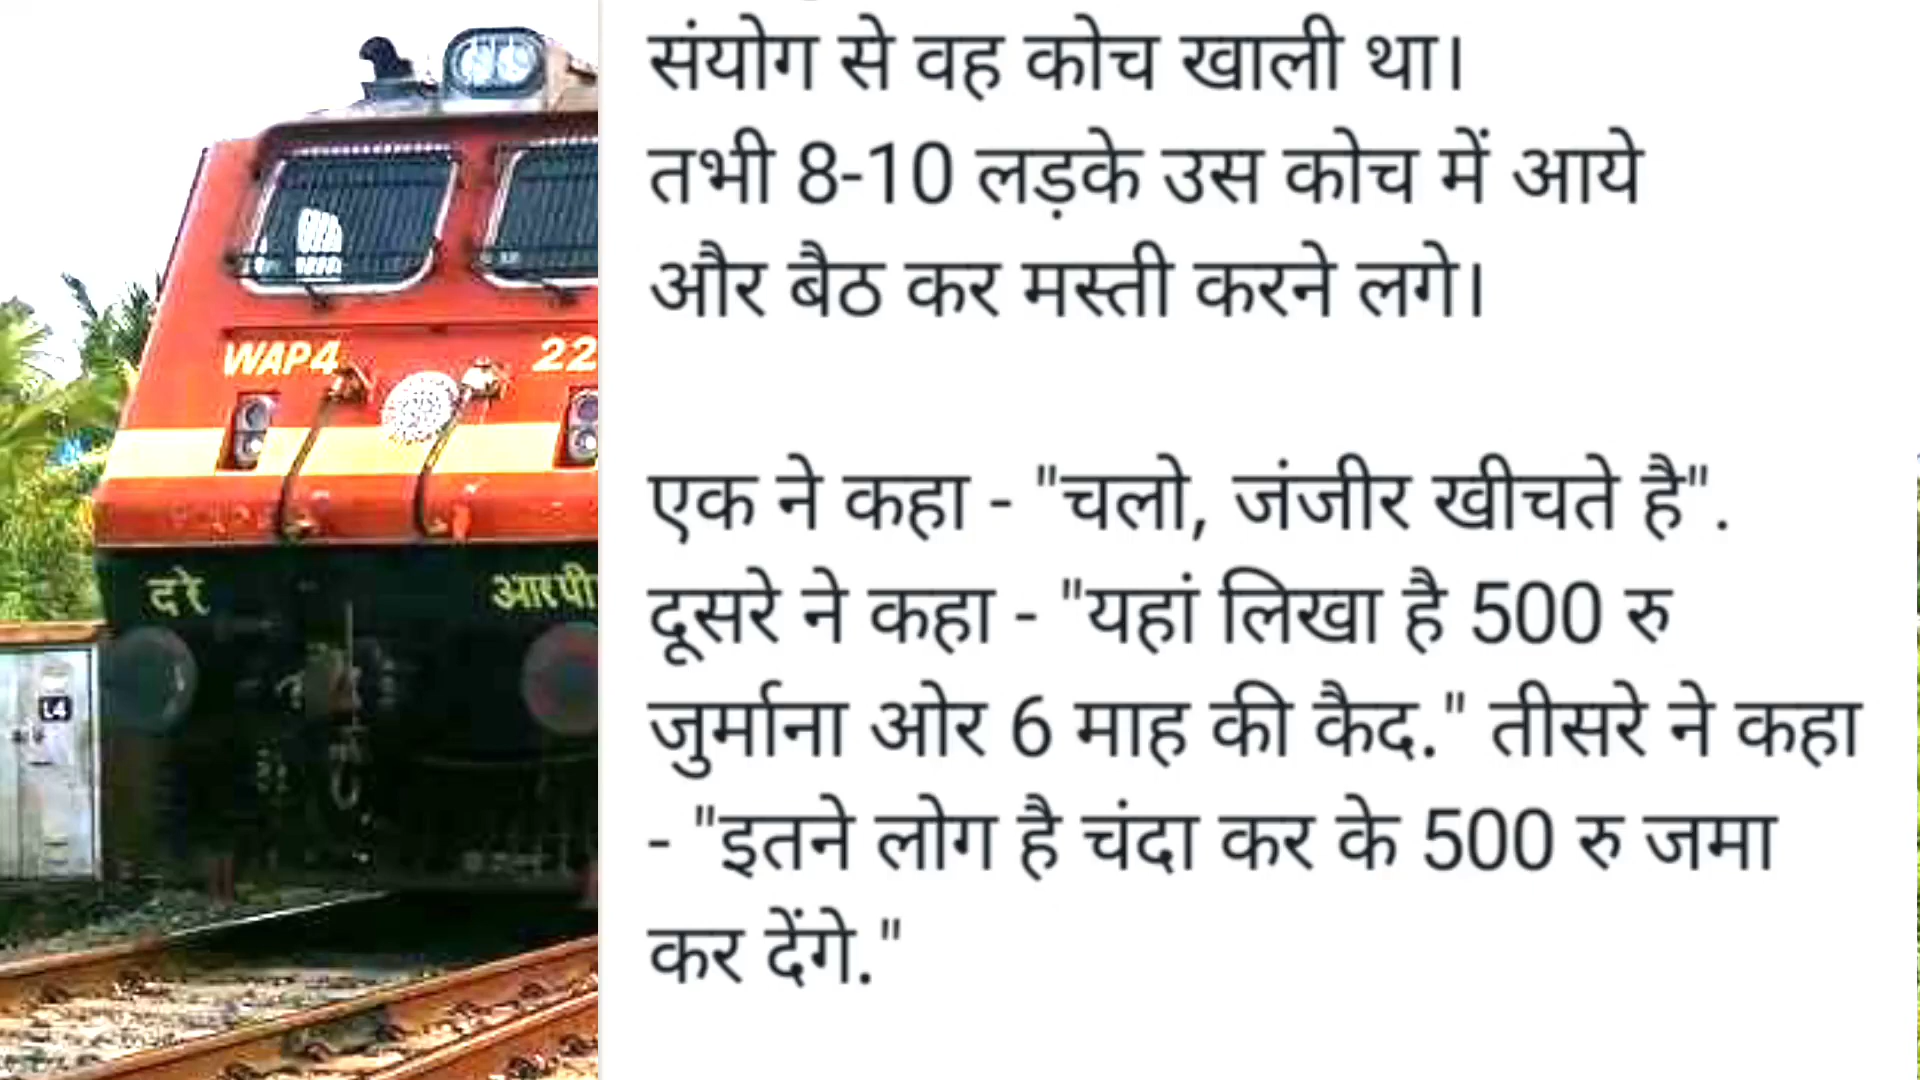 WAP4
22
दरे
आरपी
L4
संयोग से वह कोच खाली था।
तभी 8-10 लड़के उस कोच में आये
और बैठ कर मस्ती करने लगे।
एक ने कहा - "चलो, जंजीर खीचते है".
दूसरे ने कहा - "यहां लिखा है 500 रु
जुर्माना ओर 6 माह की कैद." तीसरे ने कहा
- "इतने लोग है चंदा कर के 500 रु जमा
कर देंगे."